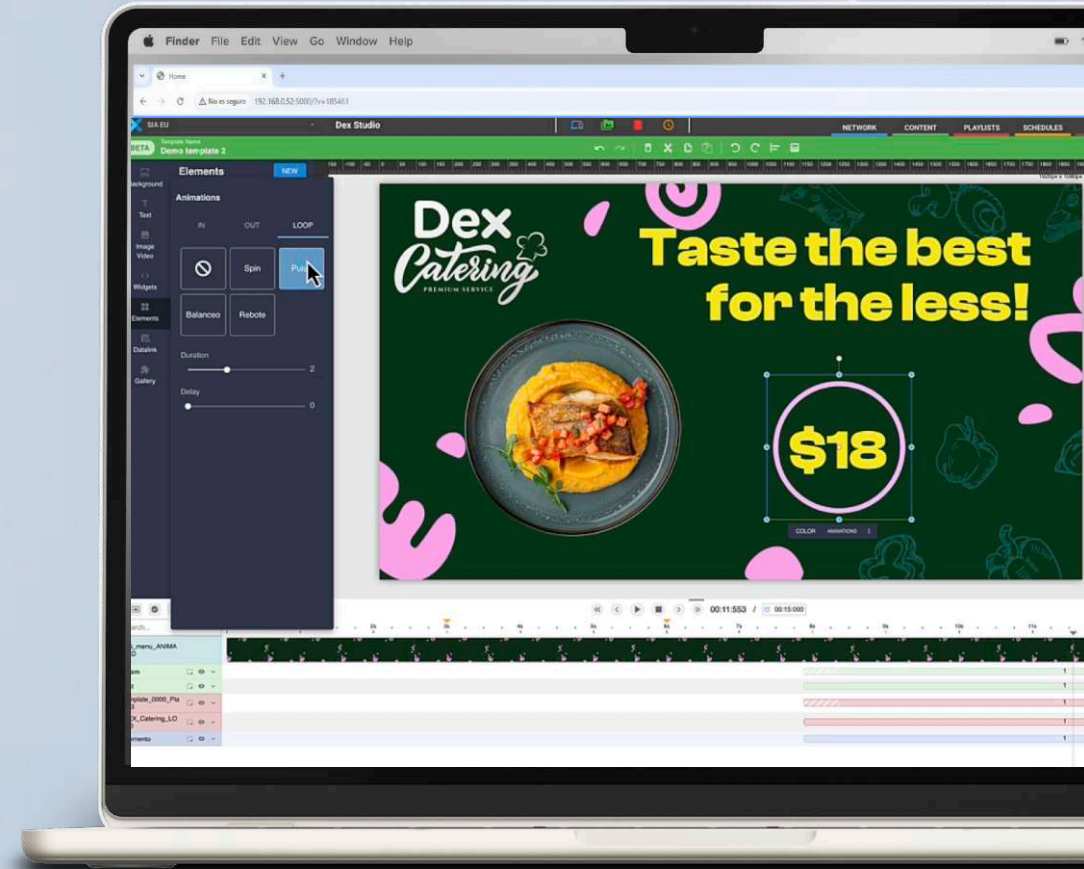 Finder File Edit View Go Window Help
Home
No es seguro 192.168.0.52:5000/?v=185461
SIA EU
Dex Studio
NETWORK CONTENT PLAYLISTS SCHEDULES
BETA
Template Name
Demo template 2
Elements
NEW
Background
Text
Image
Video
Widgets
Elements
Datalink
Gallery
Animations
IN OUT LOOP
Spin
Balanceo Rebote
Duration
2
Delay
0
Dex
Catering
PREMIUM SERVICE
Taste the best
for the less!
$18
COLOR ANIMATIONS
00:11:553 / 00:15:000
_menu_ANIMA
X_Catering_LO